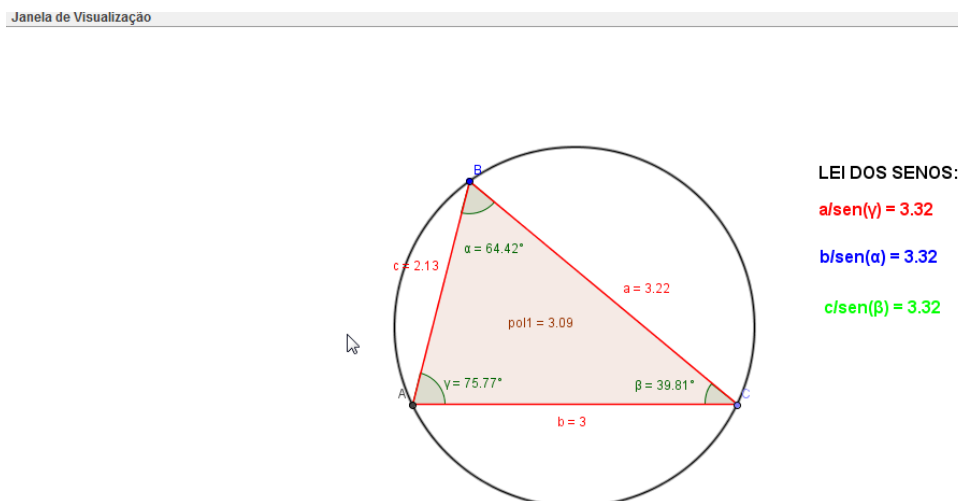 Janela de Visualização
B
LEI DOS SENOS:
a/sen(γ) = 3.32
α = 64.42°
b/sen(α) = 3.32
c = 2.13
a = 3.22
c/sen(β) = 3.32
pol1 = 3.09
γ = 75.77°
β = 39.81°
A
C
b = 3